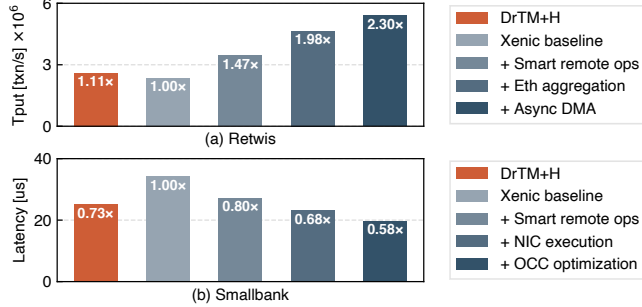 Tput [txn/s] ×10⁶
6
3
0
1.11×
1.00×
1.47×
1.98×
2.30×
(a) Retwis
DrTM+H
Xenic baseline
+ Smart remote ops
+ Eth aggregation
+ Async DMA
Latency [us]
40
20
0
0.73×
1.00×
0.80×
0.68×
0.58×
(b) Smallbank
DrTM+H
Xenic baseline
+ Smart remote ops
+ NIC execution
+ OCC optimization